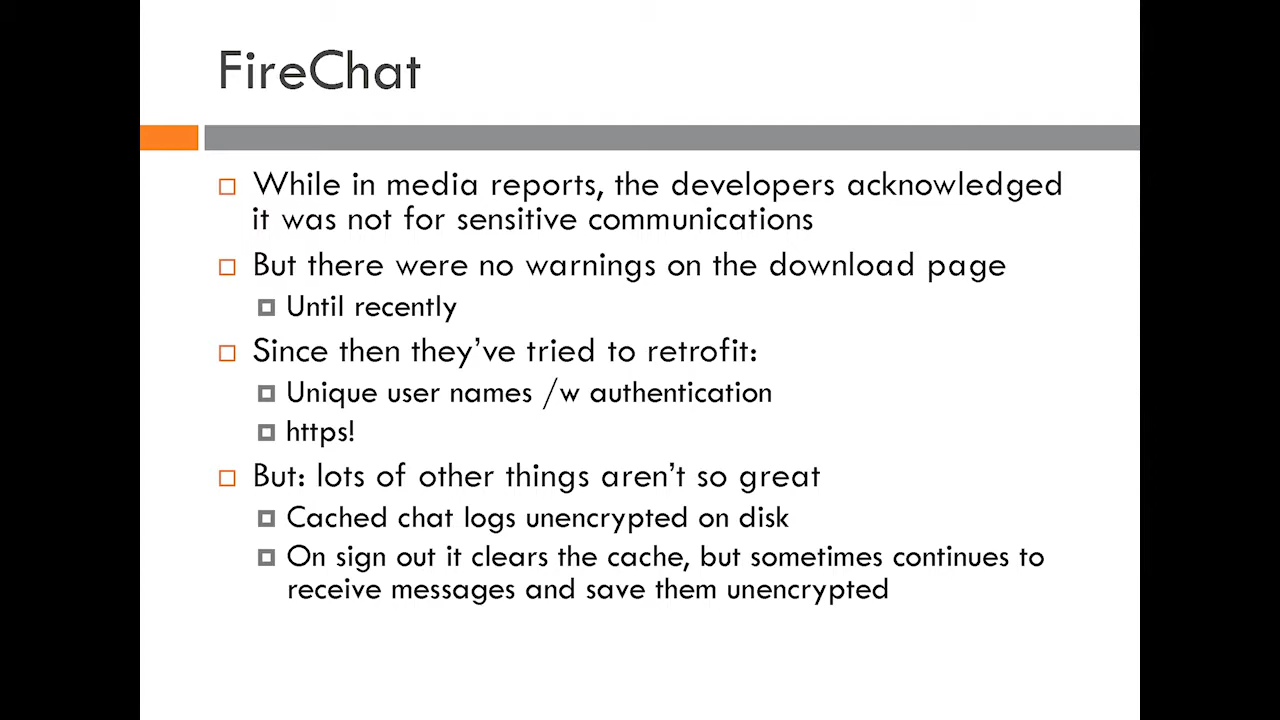 FireChat
While in media reports, the developers acknowledged
it was not for sensitive communications
But there were no warnings on the download page
Until recently
Since then they’ve tried to retrofit:
Unique user names /w authentication
https!
But: lots of other things aren’t so great
Cached chat logs unencrypted on disk
On sign out it clears the cache, but sometimes continues to
receive messages and save them unencrypted